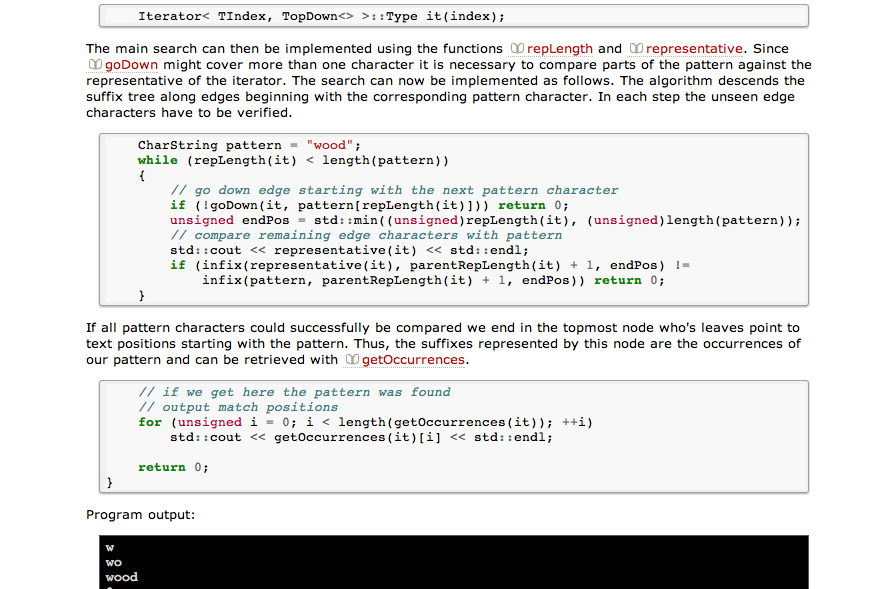 Iterator< TIndex, TopDown<> >::Type it(index);
The main search can then be implemented using the functions repLength and representative. Since
goDown might cover more than one character it is necessary to compare parts of the pattern against the
representative of the iterator. The search can now be implemented as follows. The algorithm descends the
suffix tree along edges beginning with the corresponding pattern character. In each step the unseen edge
characters have to be verified.
CharString pattern = "wood";
while (repLength(it) < length(pattern))
{
// go down edge starting with the next pattern character
if (!goDown(it, pattern[repLength(it)])) return 0;
unsigned endPos = std::min((unsigned)repLength(it), (unsigned)length(pattern));
// compare remaining edge characters with pattern
std::cout << representative(it) << std::endl;
if (infix(representative(it), parentRepLength(it) + 1, endPos) !=
infix(pattern, parentRepLength(it) + 1, endPos)) return 0;
}
If all pattern characters could successfully be compared we end in the topmost node who's leaves point to
text positions starting with the pattern. Thus, the suffixes represented by this node are the occurrences of
our pattern and can be retrieved with getOccurrences.
// if we get here the pattern was found
// output match positions
for (unsigned i = 0; i < length(getOccurrences(it)); ++i)
std::cout << getOccurrences(it)[i] << std::endl;
return 0;
}
Program output:
w
wo
wood